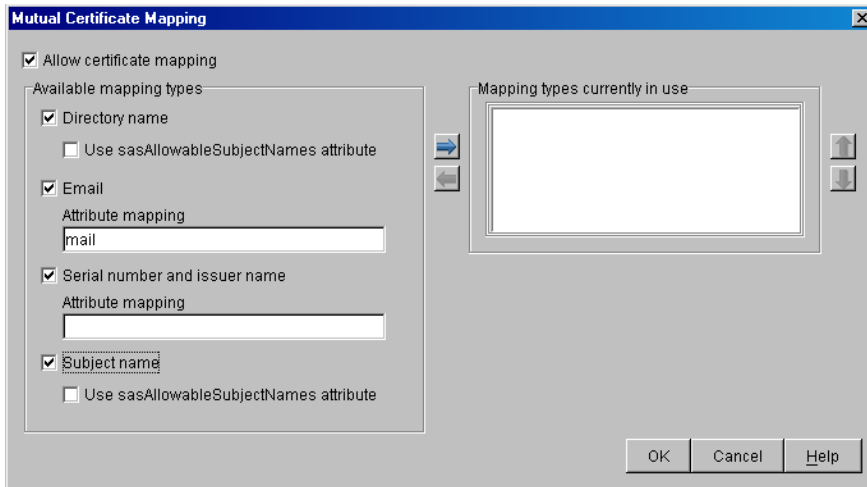 Mutual Certificate Mapping
Allow certificate mapping
Available mapping types
Directory name
Use sasAllowableSubjectNames attribute
Email
Attribute mapping
mail
Serial number and issuer name
Attribute mapping
Subject name
Use sasAllowableSubjectNames attribute
Mapping types currently in use
OK Cancel Help